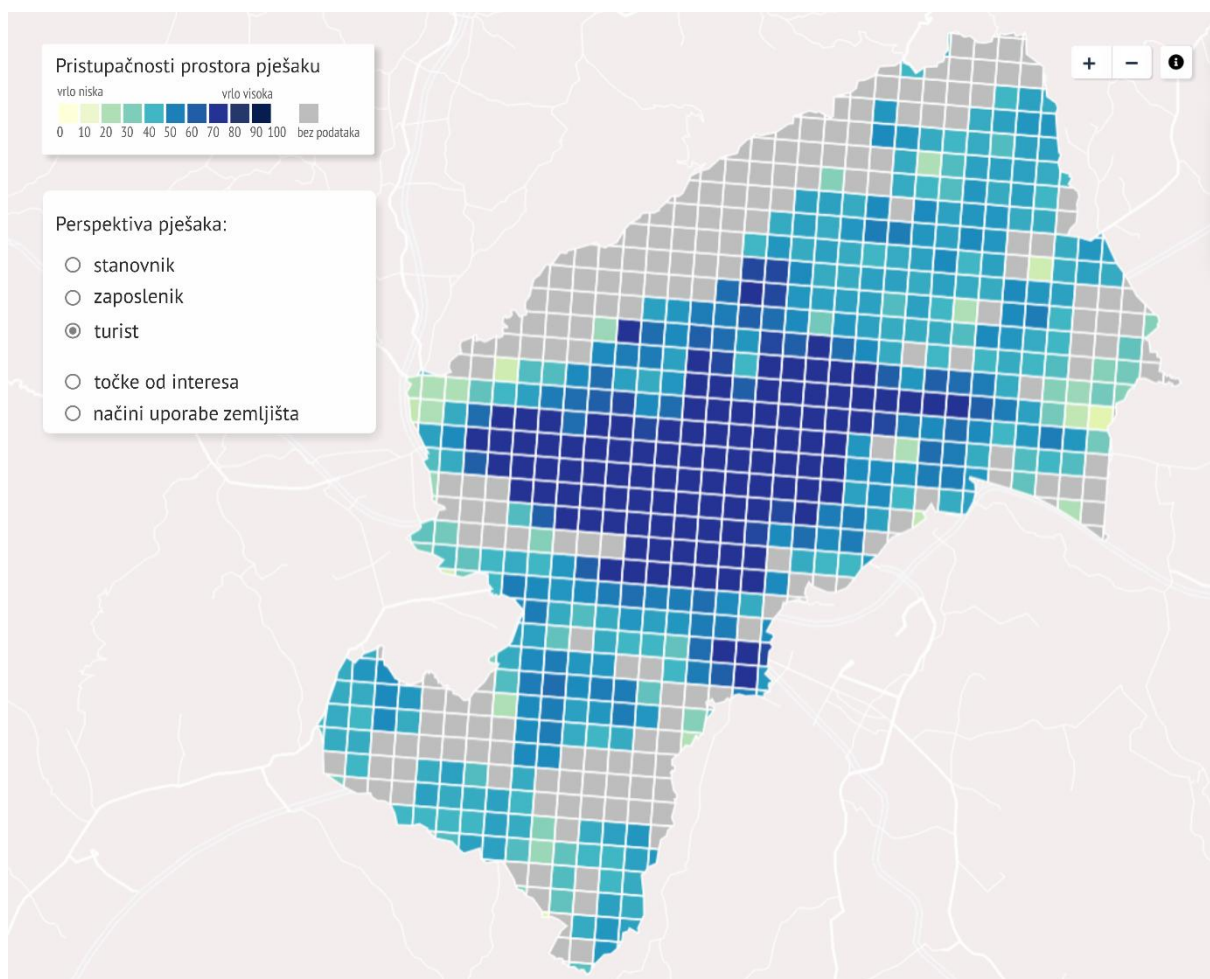 Pristupačnosti prostora pješaku
vrlo niska vrlo visoka
0 10 20 30 40 50 60 70 80 90 100 bez podataka
Perspektiva pješaka:
stanovnik
zaposlenik
turist
točke od interesa
načini uporabe zemljišta
+ − i